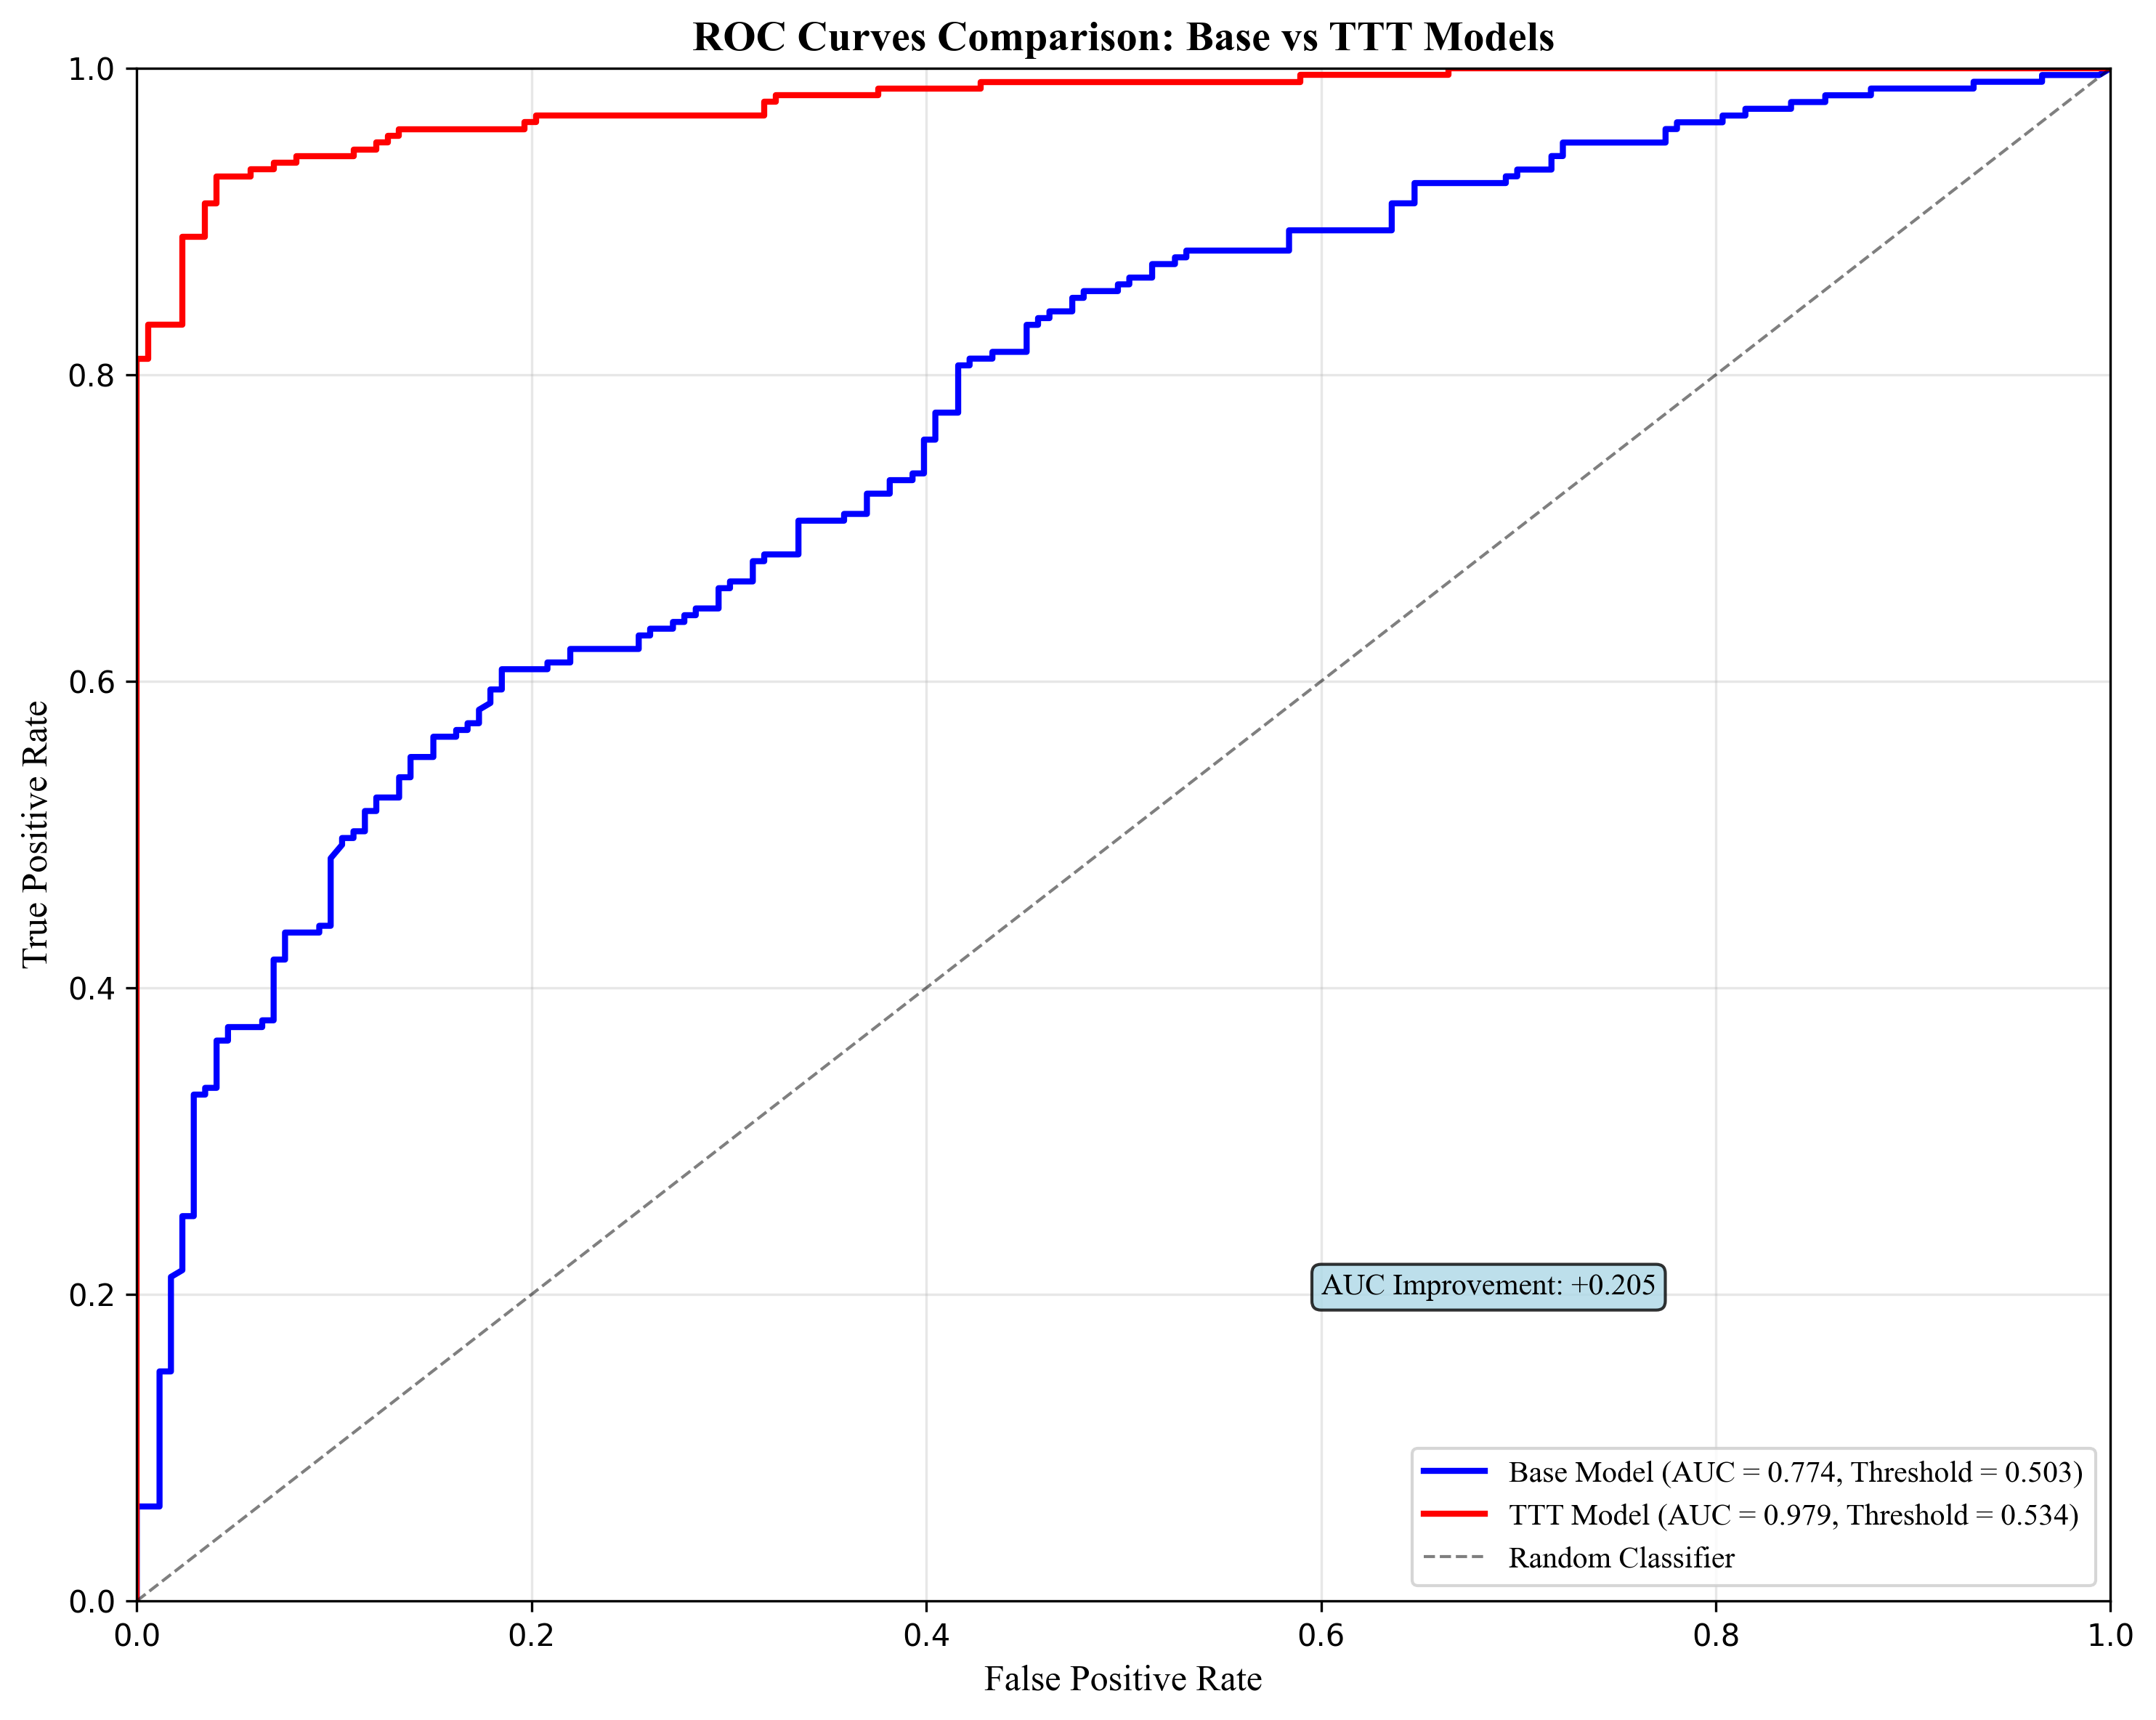 ROC Curves Comparison: Base vs TTT Models
1.0
0.8
0.6
0.4
0.2
0.0
True Positive Rate
AUC Improvement: +0.205
Base Model (AUC = 0.774, Threshold = 0.503)
TTT Model (AUC = 0.979, Threshold = 0.534)
Random Classifier
0.0 0.2 0.4 0.6 0.8 1.0
False Positive Rate